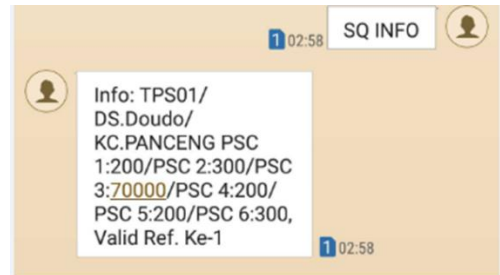 SQ INFO
1 02:58
Info: TPS01/
DS.Doudo/
KC.PANCENG PSC
1:200/PSC 2:300/PSC
3:70000/PSC 4:200/
PSC 5:200/PSC 6:300,
Valid Ref. Ke-1
1 02:58